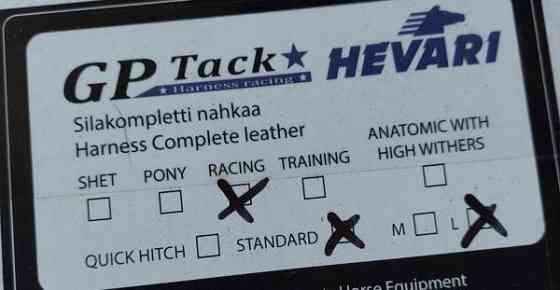 GP Tack HEVARI
Harness racing
Silakompletti nahkaa
Harness Complete leather
SHET PONY RACING TRAINING ANATOMIC WITH HIGH WITHERS
QUICK HITCH STANDARD M L
Horse Equipment